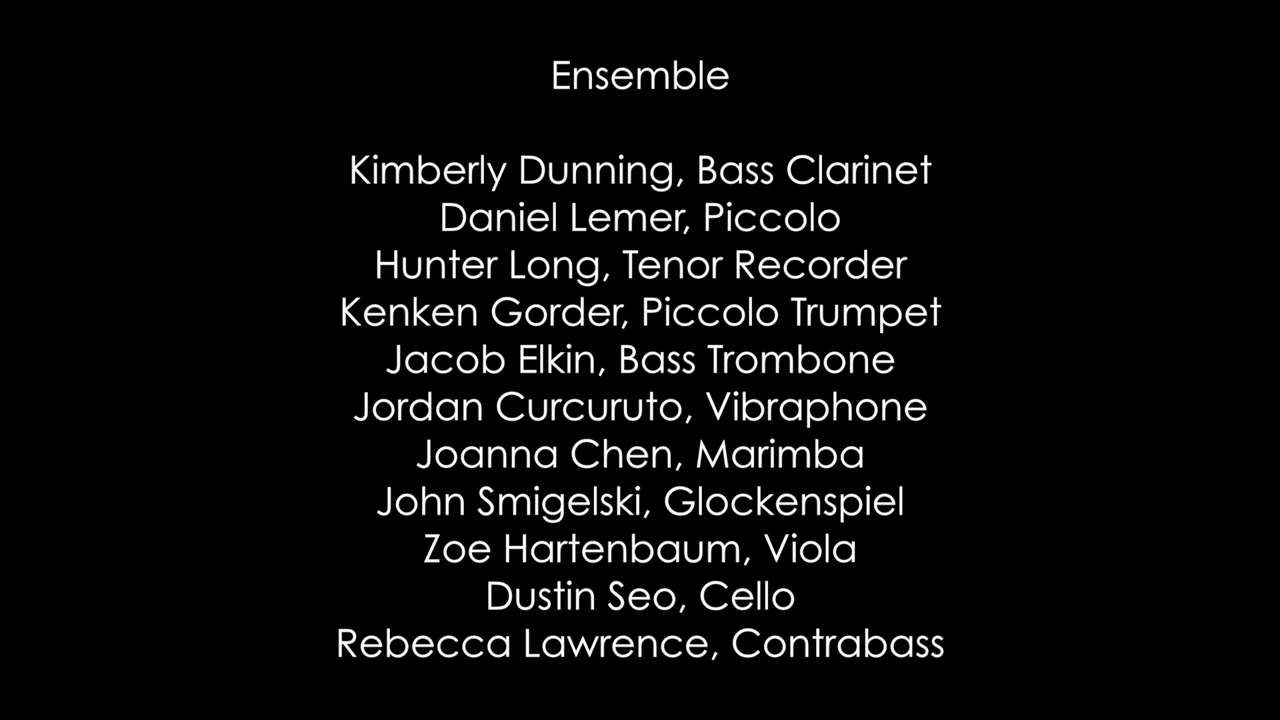 Ensemble
Kimberly Dunning, Bass Clarinet
Daniel Lemer, Piccolo
Hunter Long, Tenor Recorder
Kenken Gorder, Piccolo Trumpet
Jacob Elkin, Bass Trombone
Jordan Curcuruto, Vibraphone
Joanna Chen, Marimba
John Smigelski, Glockenspiel
Zoe Hartenbaum, Viola
Dustin Seo, Cello
Rebecca Lawrence, Contrabass